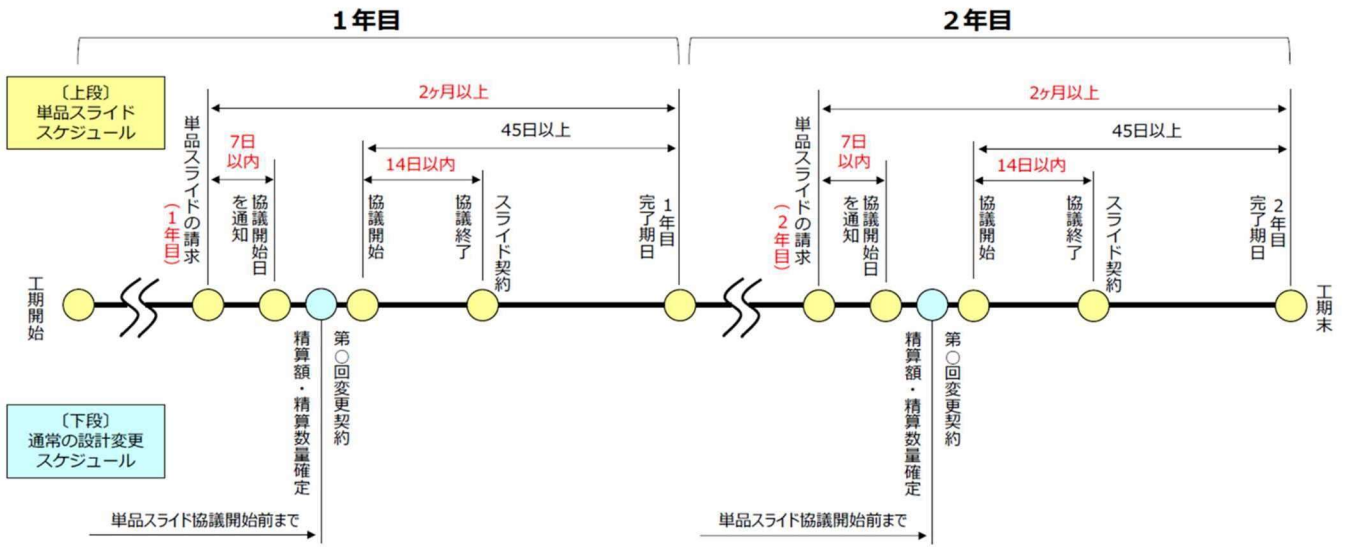 1年目
2年目
〔上段〕
単品スライド
スケジュール
2ヶ月以上
45日以上
7日
以内
14日以内
単品スライドの請求
（1年目）
協議開始日
を通知
協議開始
協議終了
スライド契約
1年目
完了期日
2ヶ月以上
45日以上
7日
以内
14日以内
単品スライドの請求
（2年目）
協議開始日
を通知
協議開始
協議終了
スライド契約
2年目
完了期日
工期開始
工期末
第○回変更契約
精算額・精算数量確定
第○回変更契約
精算額・精算数量確定
〔下段〕
通常の設計変更
スケジュール
単品スライド協議開始前まで
単品スライド協議開始前まで